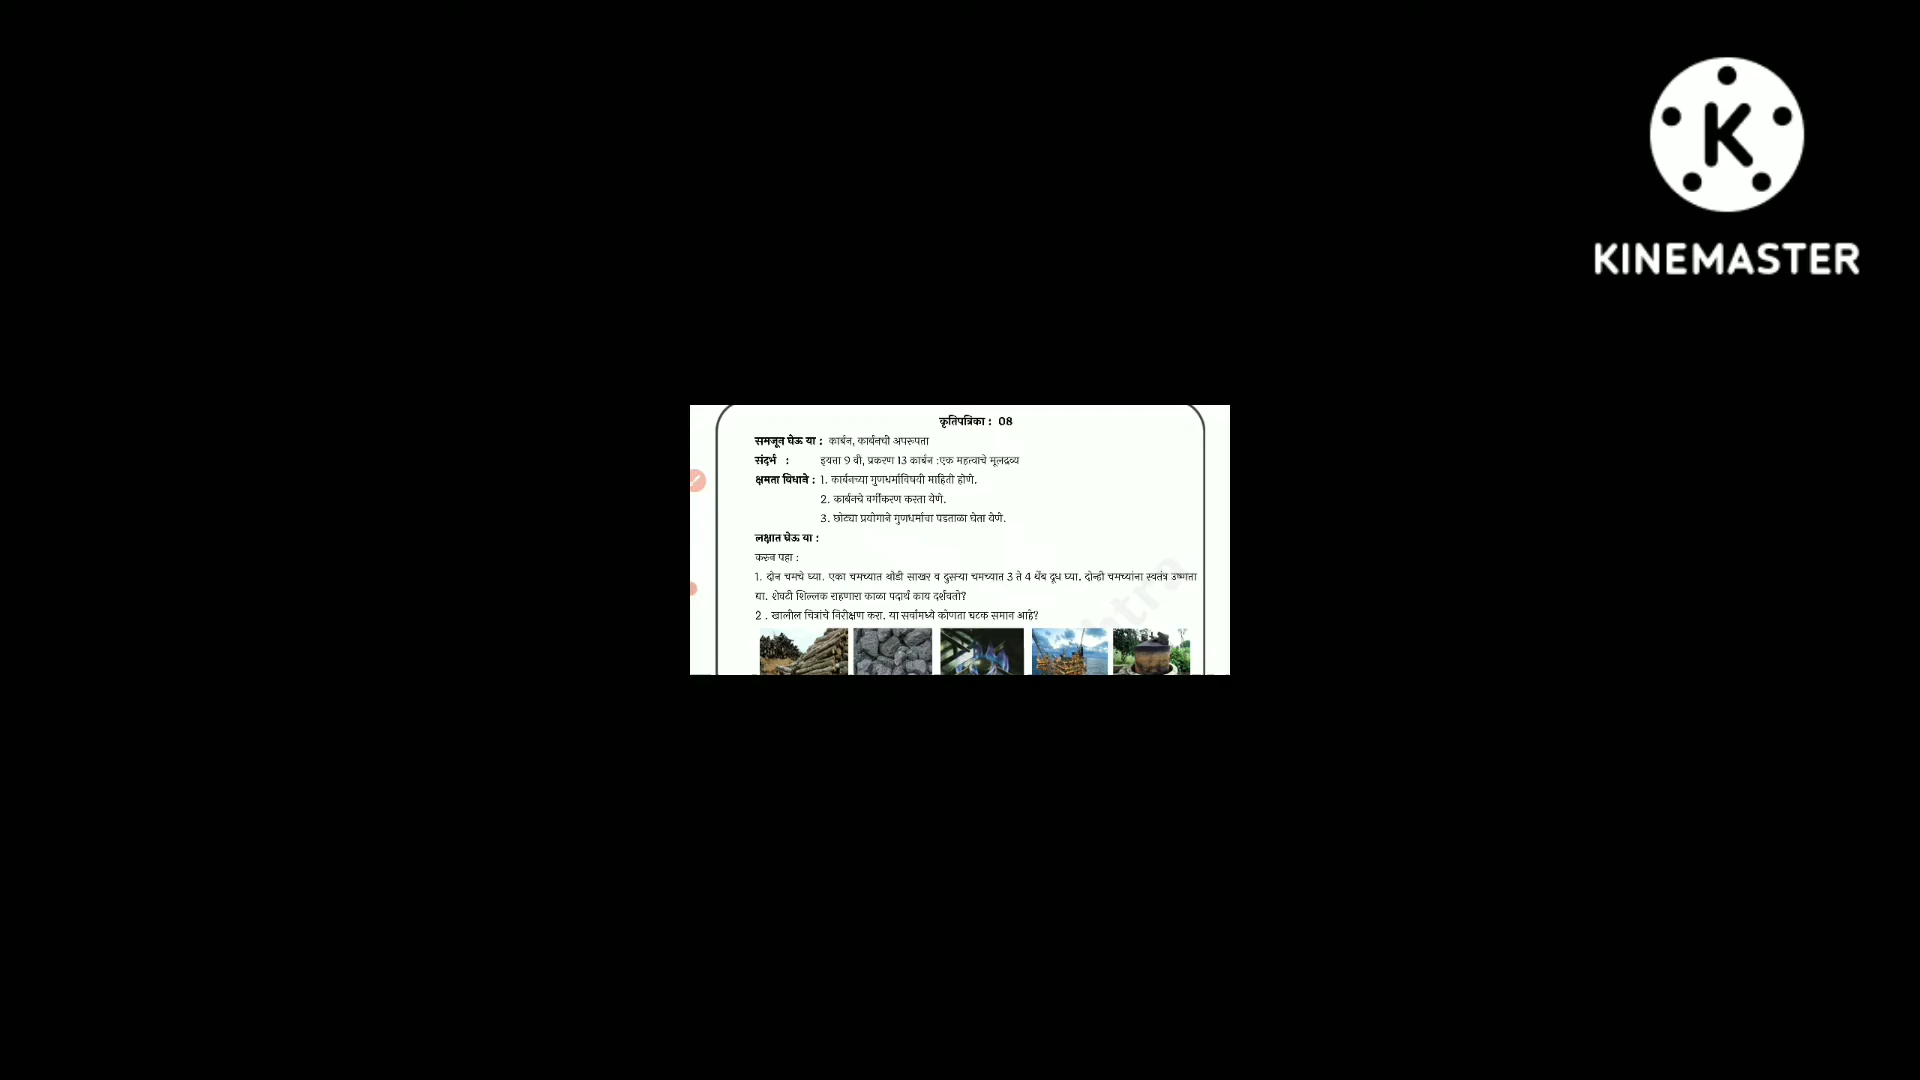 KINEMASTER
कृतिपत्रिका : 08
समजून घेऊ या : कार्बन, कार्बनची अपरूपता
संदर्भ : इयत्ता 9 वी, प्रकरण 13 कार्बन :एक महत्वाचे मूलद्रव्य
क्षमता विधाने : 1. कार्बनच्या गुणधर्मांविषयी माहिती होणे.
2. कार्बनचे वर्गीकरण करता येणे.
3. छोट्या प्रयोगाने गुणधर्मांचा पडताळा घेता येणे.
लक्षात घेऊ या :
करून पहा :
1. दोन चमचे घ्या. एका चमच्यात थोडी साखर व दुसऱ्या चमच्यात 3 ते 4 थेंब दूध घ्या. दोन्ही चमच्यांना स्वतंत्र उष्णता
द्या. शेवटी शिल्लक राहणारा काळा पदार्थ काय दर्शवतो?
2 . खालील चित्रांचे निरीक्षण करा. या सर्वांमध्ये कोणता घटक समान आहे?